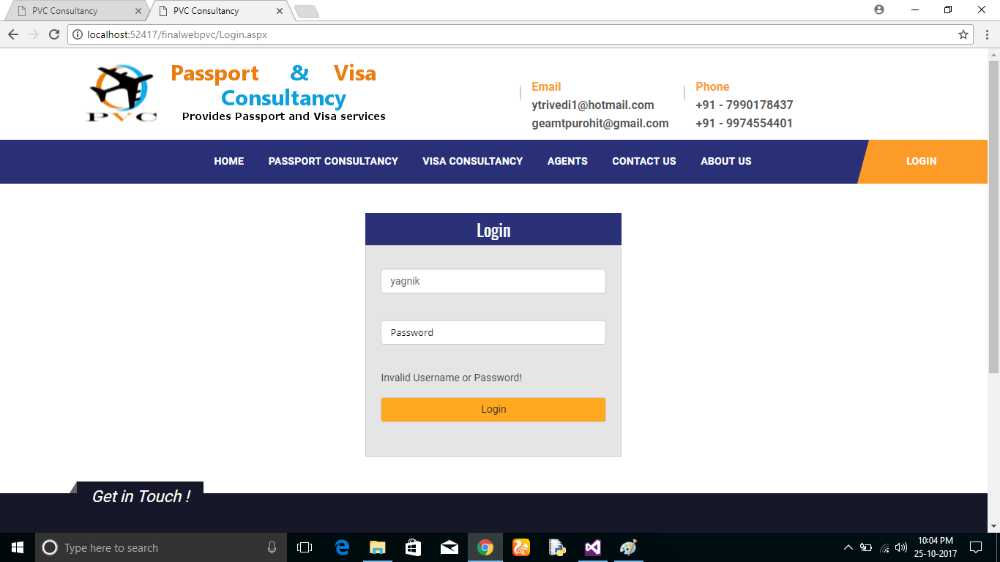 PVC Consultancy
PVC Consultancy
localhost:52417/finalwebpvc/Login.aspx
PVC
Passport & Visa
Consultancy
Provides Passport and Visa services
Email
ytrivedi1@hotmail.com
geamtpurohit@gmail.com
Phone
+91 - 7990178437
+91 - 9974554401
HOME PASSPORT CONSULTANCY VISA CONSULTANCY AGENTS CONTACT US ABOUT US LOGIN
Login
yagnik
Password
Invalid Username or Password!
Login
Get in Touch !
Type here to search
10:04 PM
25-10-2017